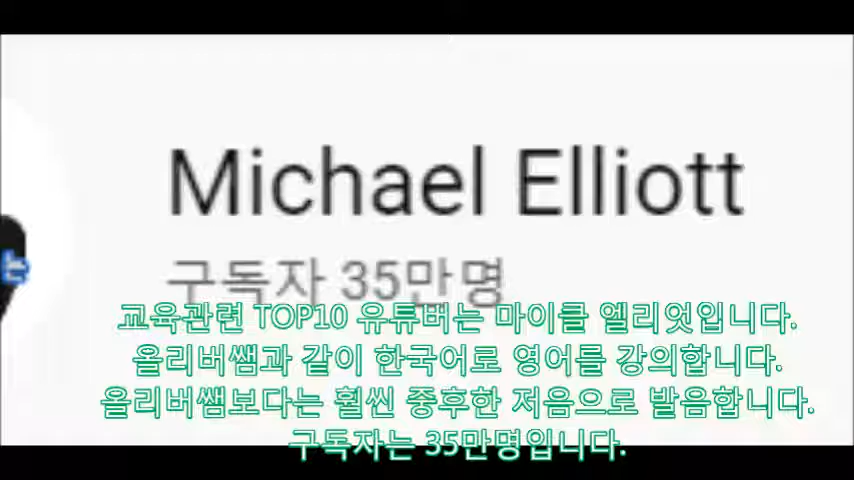 Michael Elliott
구독자 35만명
는
교육관련 TOP10 유튜버는 마이클 엘리엇입니다.
올리버쌤과 같이 한국어로 영어를 강의합니다.
올리버쌤보다는 훨씬 중후한 저음으로 발음합니다.
구독자는 35만명입니다.